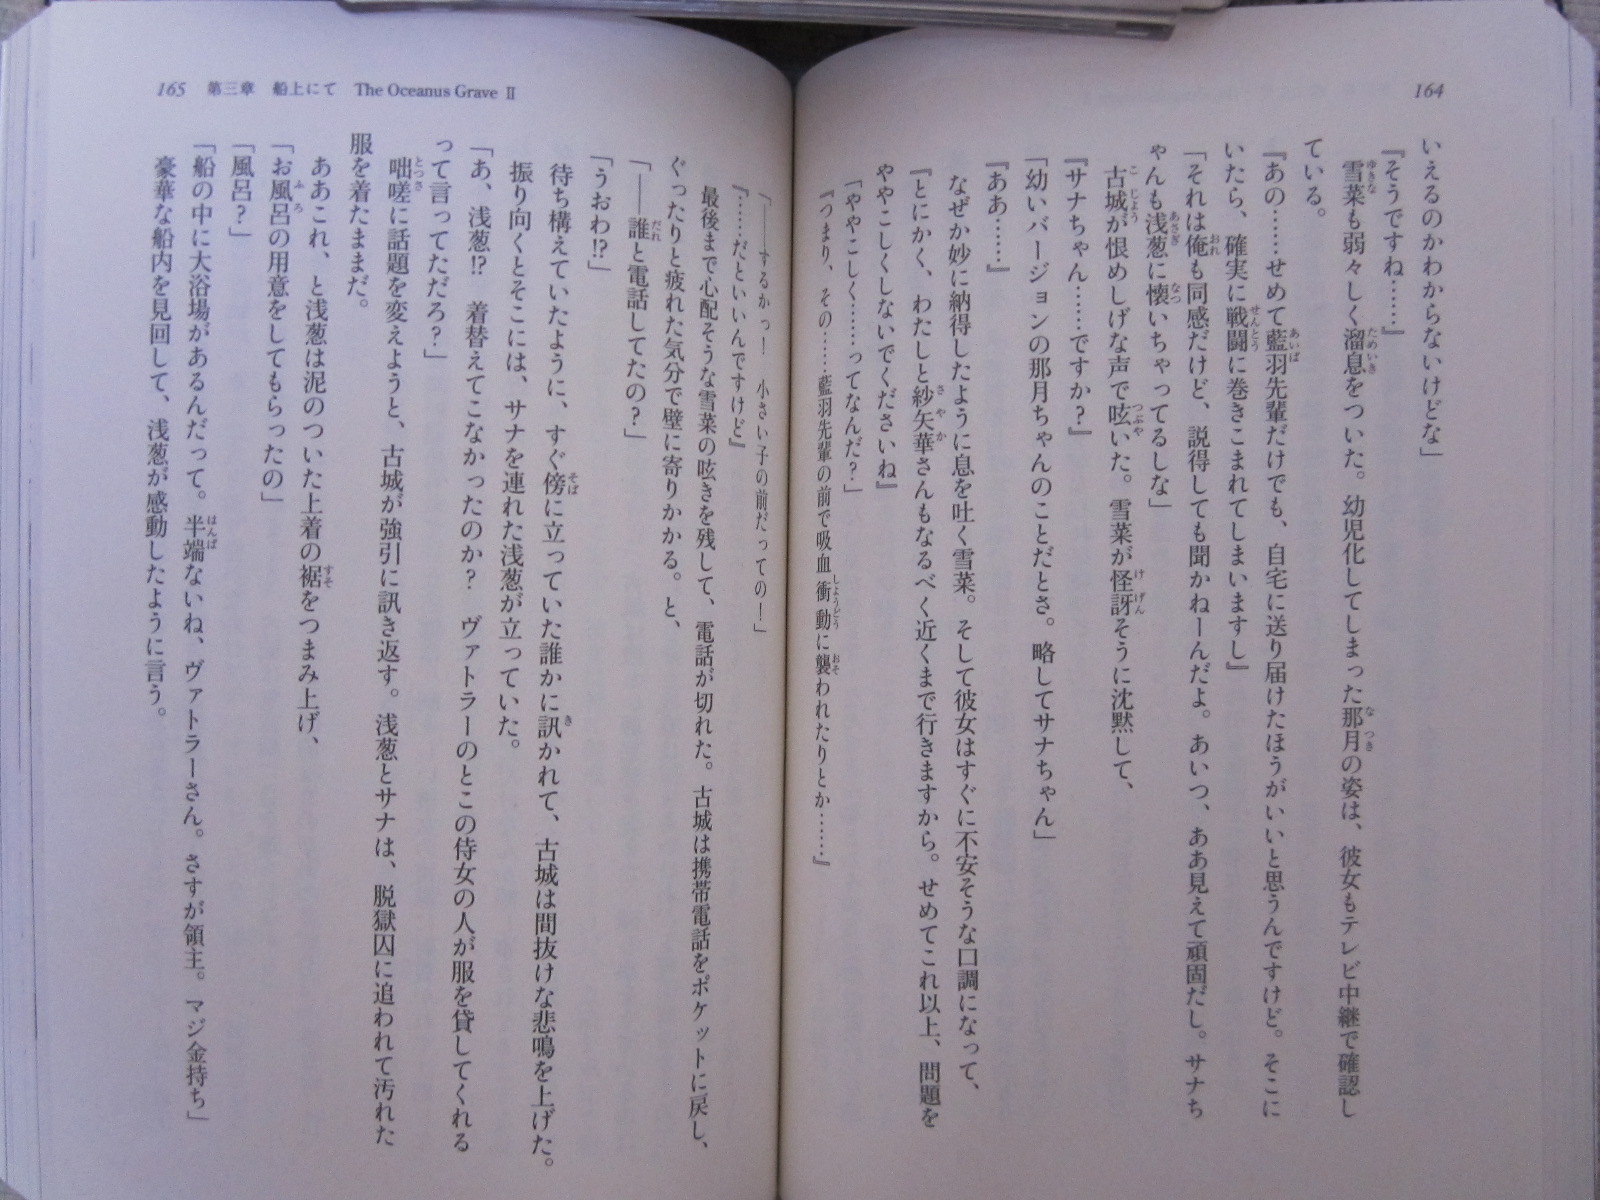 164
いえるのかわからないけどな」
『そうですね……』
雪菜も弱々しく溜息をついた。幼児化してしまった那月の姿は、彼女もテレビ中継で確認し
ている。
『あの……せめて藍羽先輩だけでも、自宅に送り届けたほうがいいと思うんですけど。そこに
いたら、確実に戦闘に巻きこまれてしまいますし』
「それは俺も同感だけど、説得しても聞かねーんだよ。あいつ、ああ見えて頑固だし。サナち
ゃんも浅葱に懐いちゃってるしな」
古城が恨めしげな声で呟いた。雪菜が怪訝そうに沈黙して、
『サナちゃん……ですか？』
「幼いバージョンの那月ちゃんのことだとさ。略してサナちゃん」
『ああ……』
なぜか妙に納得したように息を吐く雪菜。そして彼女はすぐに不安そうな口調になって、
『とにかく、わたしと紗矢華さんもなるべく近くまで行きますから。せめてこれ以上、問題を
ややこしくしないでくださいね』
「ややこしく……ってなんだ？」
『つまり、その……藍羽先輩の前で吸血衝動に襲われたりとか……』
165 第三章 船上にて The Oceanus Grave Ⅱ
「――するかっ！ 小さい子の前だっての！」
『……だといいんですけど』
最後まで心配そうな雪菜の呟きを残して、電話が切れた。古城は携帯電話をポケットに戻し、
ぐったりと疲れた気分で壁に寄りかかる。と、
「――誰と電話してたの？」
「うおわ!?」
待ち構えていたように、すぐ傍に立っていた誰かに訊かれて、古城は間抜けな悲鳴を上げた。
振り向くとそこには、サナを連れた浅葱が立っていた。
「あ、浅葱!? 着替えてこなかったのか？ ヴァトラーのとこの侍女の人が服を貸してくれる
って言ってただろ？」
咄嗟に話題を変えようと、古城が強引に訊き返す。浅葱とサナは、脱獄囚に追われて汚れた
服を着たままだ。
ああこれ、と浅葱は泥のついた上着の裾をつまみ上げ、
「お風呂の用意をしてもらったの」
「風呂？」
「船の中に大浴場があるんだって。半端ないね、ヴァトラーさん。さすが領主。マジ金持ち」
豪華な船内を見回して、浅葱が感動したように言う。